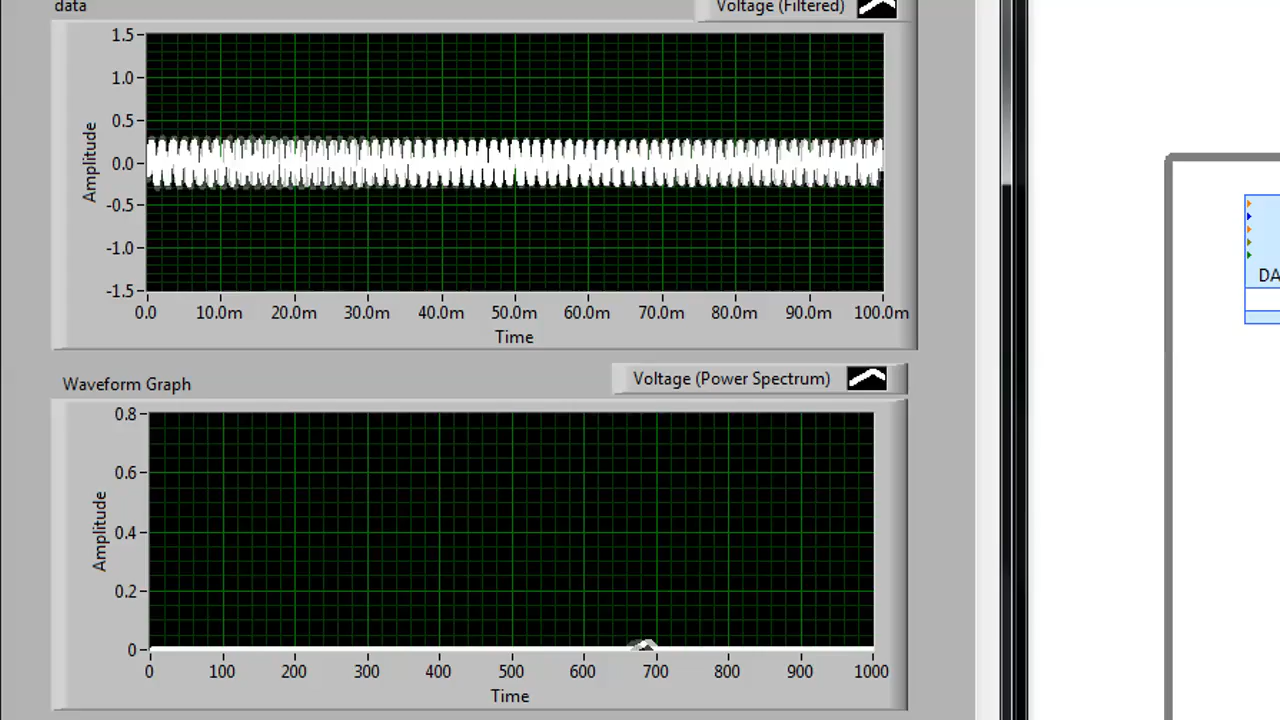 data
Voltage (Filtered)
1.5
1.0
0.5
0.0
-0.5
-1.0
-1.5
Amplitude
0.0 10.0m 20.0m 30.0m 40.0m 50.0m 60.0m 70.0m 80.0m 90.0m 100.0m
Time
Waveform Graph
Voltage (Power Spectrum)
0.8
0.6
0.4
0.2
0
Amplitude
0 100 200 300 400 500 600 700 800 900 1000
Time
DA